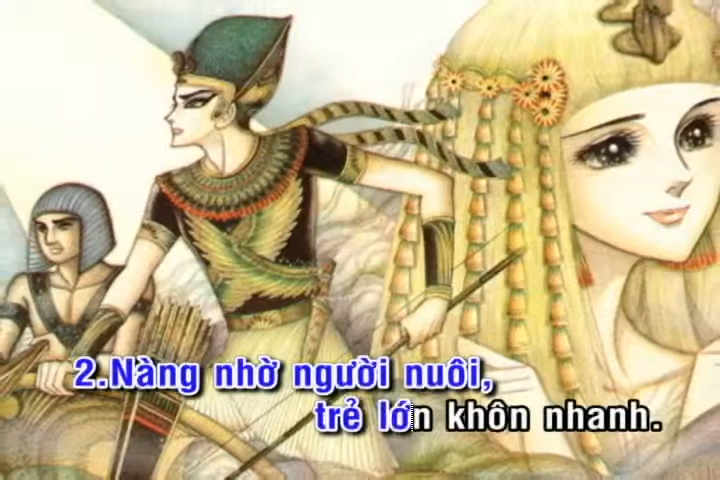 2.Nàng nhờ người nuôi,
trẻ lớn khôn nhanh.